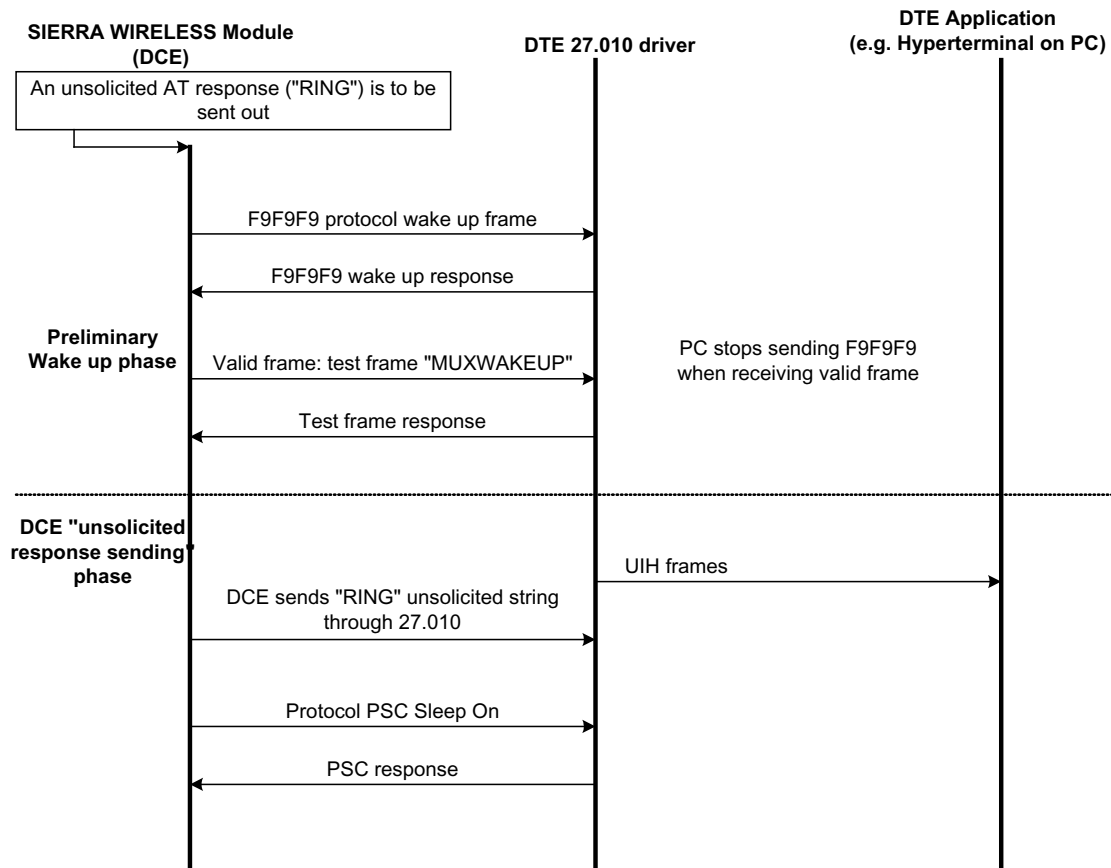 SIERRA WIRELESS Module
(DCE)
DTE 27.010 driver
DTE Application
(e.g. Hyperterminal on PC)
An unsolicited AT response ("RING") is to be
sent out
F9F9F9 protocol wake up frame
F9F9F9 wake up response
Preliminary
Wake up phase
Valid frame: test frame "MUXWAKEUP"
PC stops sending F9F9F9
when receiving valid frame
Test frame response
DCE "unsolicited
response sending"
phase
UIH frames
DCE sends "RING" unsolicited string
through 27.010
Protocol PSC Sleep On
PSC response